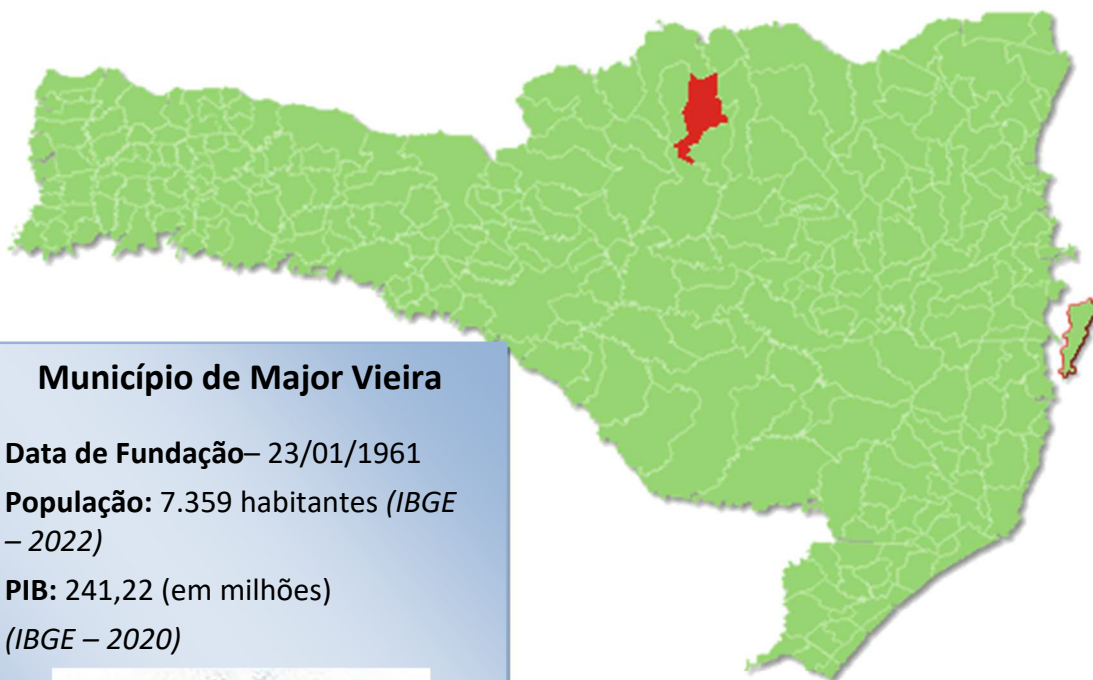 Município de Major Vieira
Data de Fundação– 23/01/1961
População: 7.359 habitantes (IBGE
– 2022)
PIB: 241,22 (em milhões)
(IBGE – 2020)